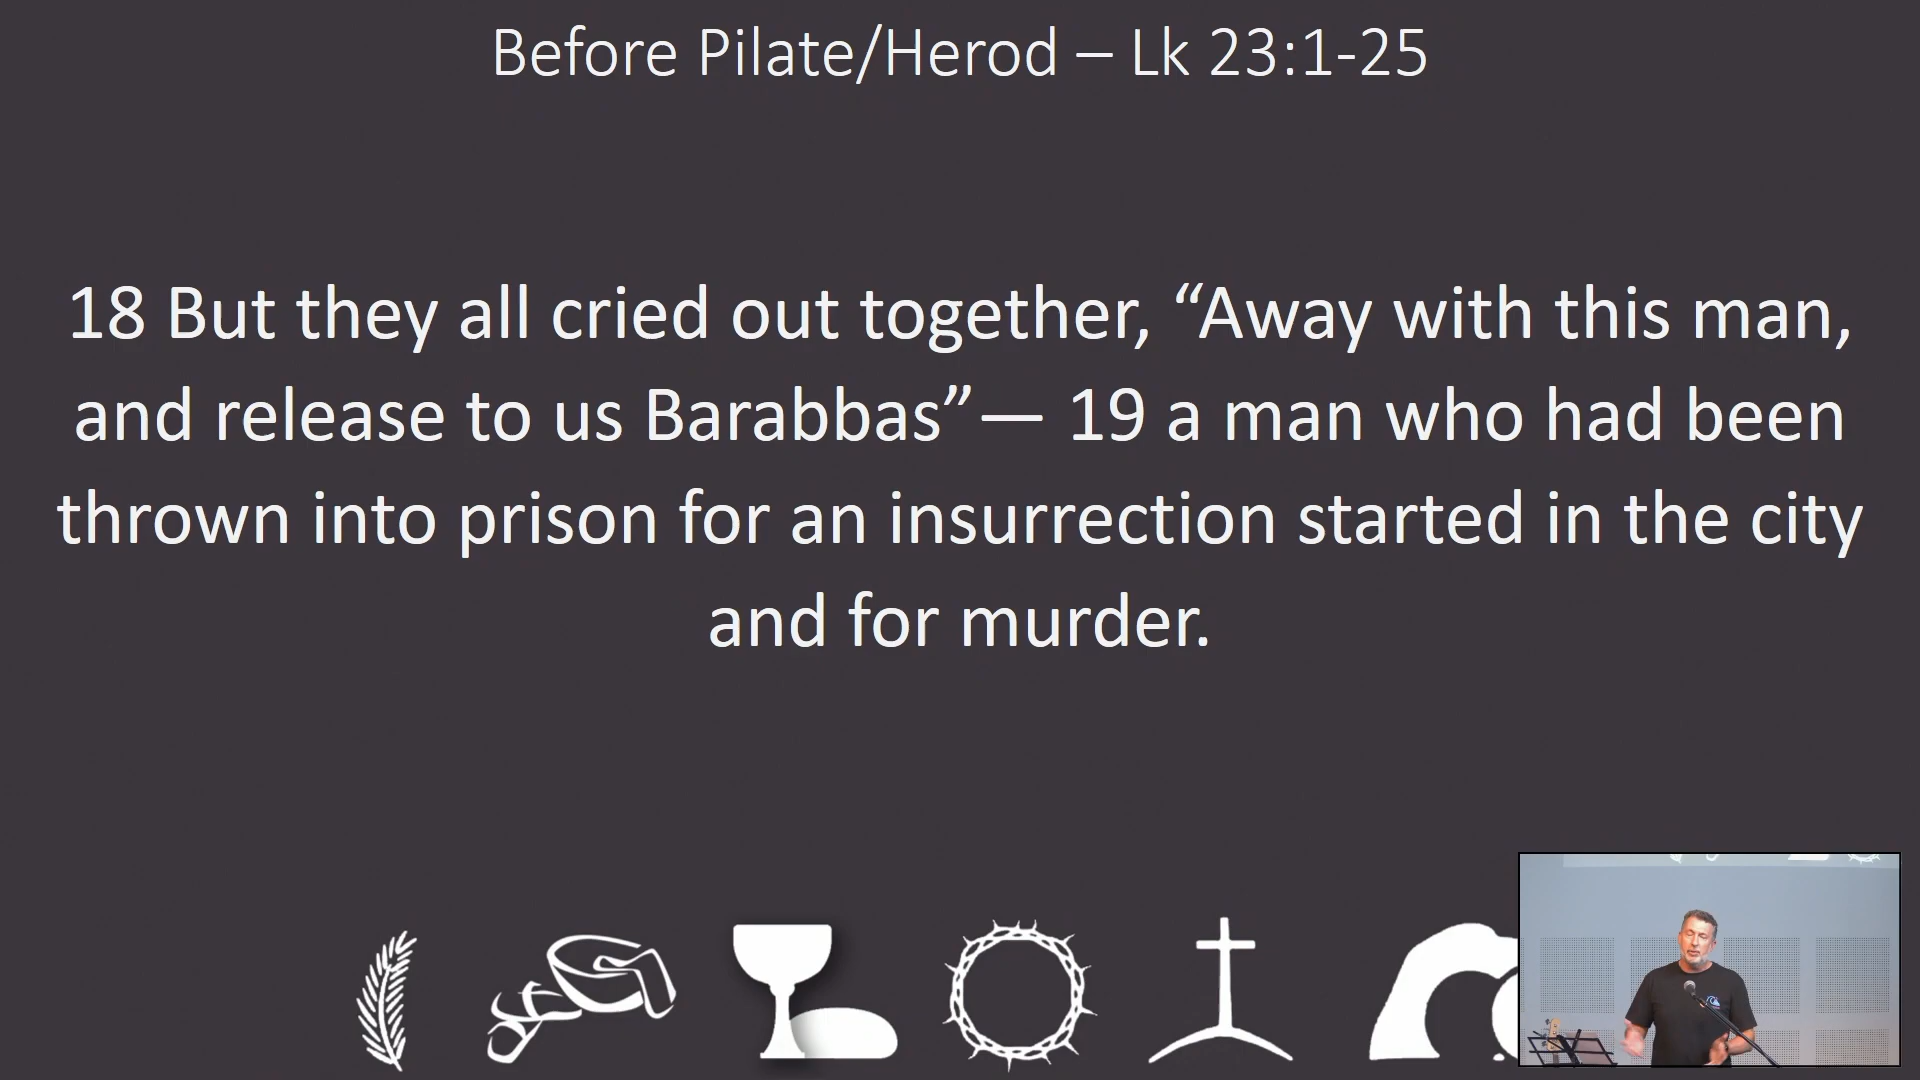 Before Pilate/Herod – Lk 23:1-25
18 But they all cried out together, “Away with this man,
and release to us Barabbas”— 19 a man who had been
thrown into prison for an insurrection started in the city
and for murder.